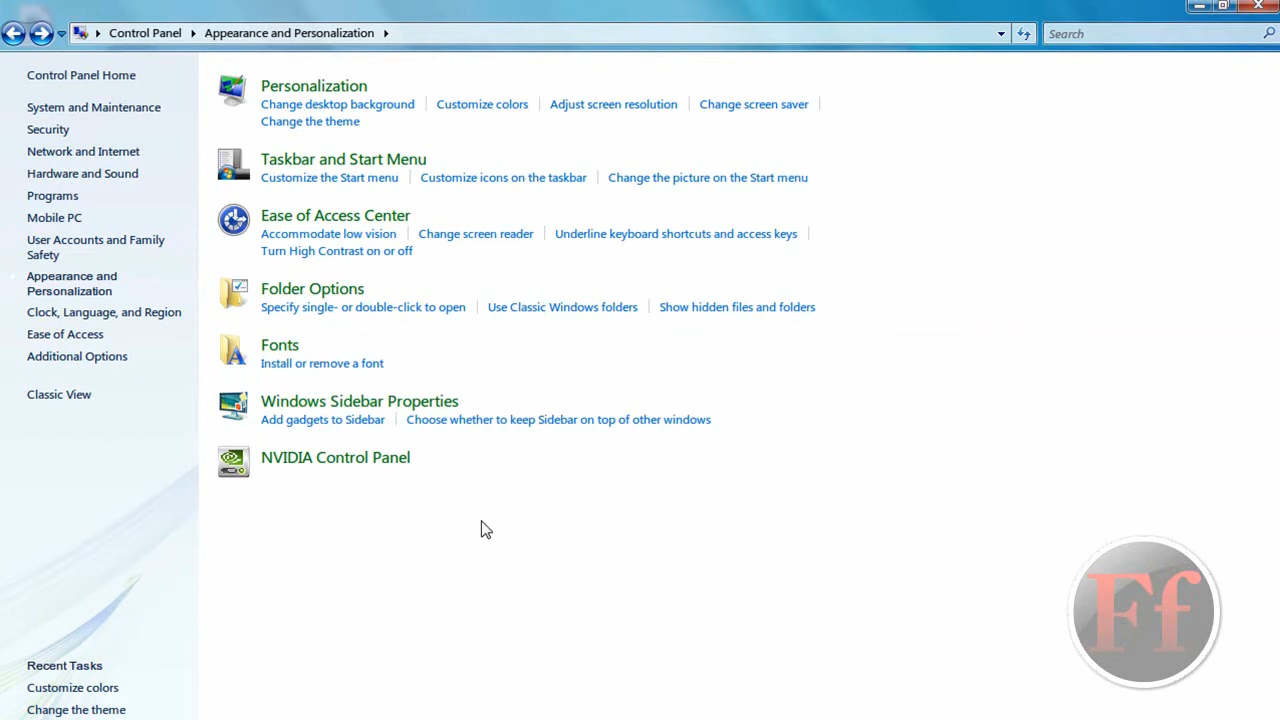 Control Panel Appearance and Personalization Search
Control Panel Home
System and Maintenance
Security
Network and Internet
Hardware and Sound
Programs
Mobile PC
User Accounts and Family
Safety
Appearance and
Personalization
Clock, Language, and Region
Ease of Access
Additional Options
Classic View
Recent Tasks
Customize colors
Change the theme
Personalization
Change desktop background Customize colors Adjust screen resolution Change screen saver
Change the theme
Taskbar and Start Menu
Customize the Start menu Customize icons on the taskbar Change the picture on the Start menu
Ease of Access Center
Accommodate low vision Change screen reader Underline keyboard shortcuts and access keys
Turn High Contrast on or off
Folder Options
Specify single- or double-click to open Use Classic Windows folders Show hidden files and folders
Fonts
Install or remove a font
Windows Sidebar Properties
Add gadgets to Sidebar Choose whether to keep Sidebar on top of other windows
NVIDIA Control Panel
Ff